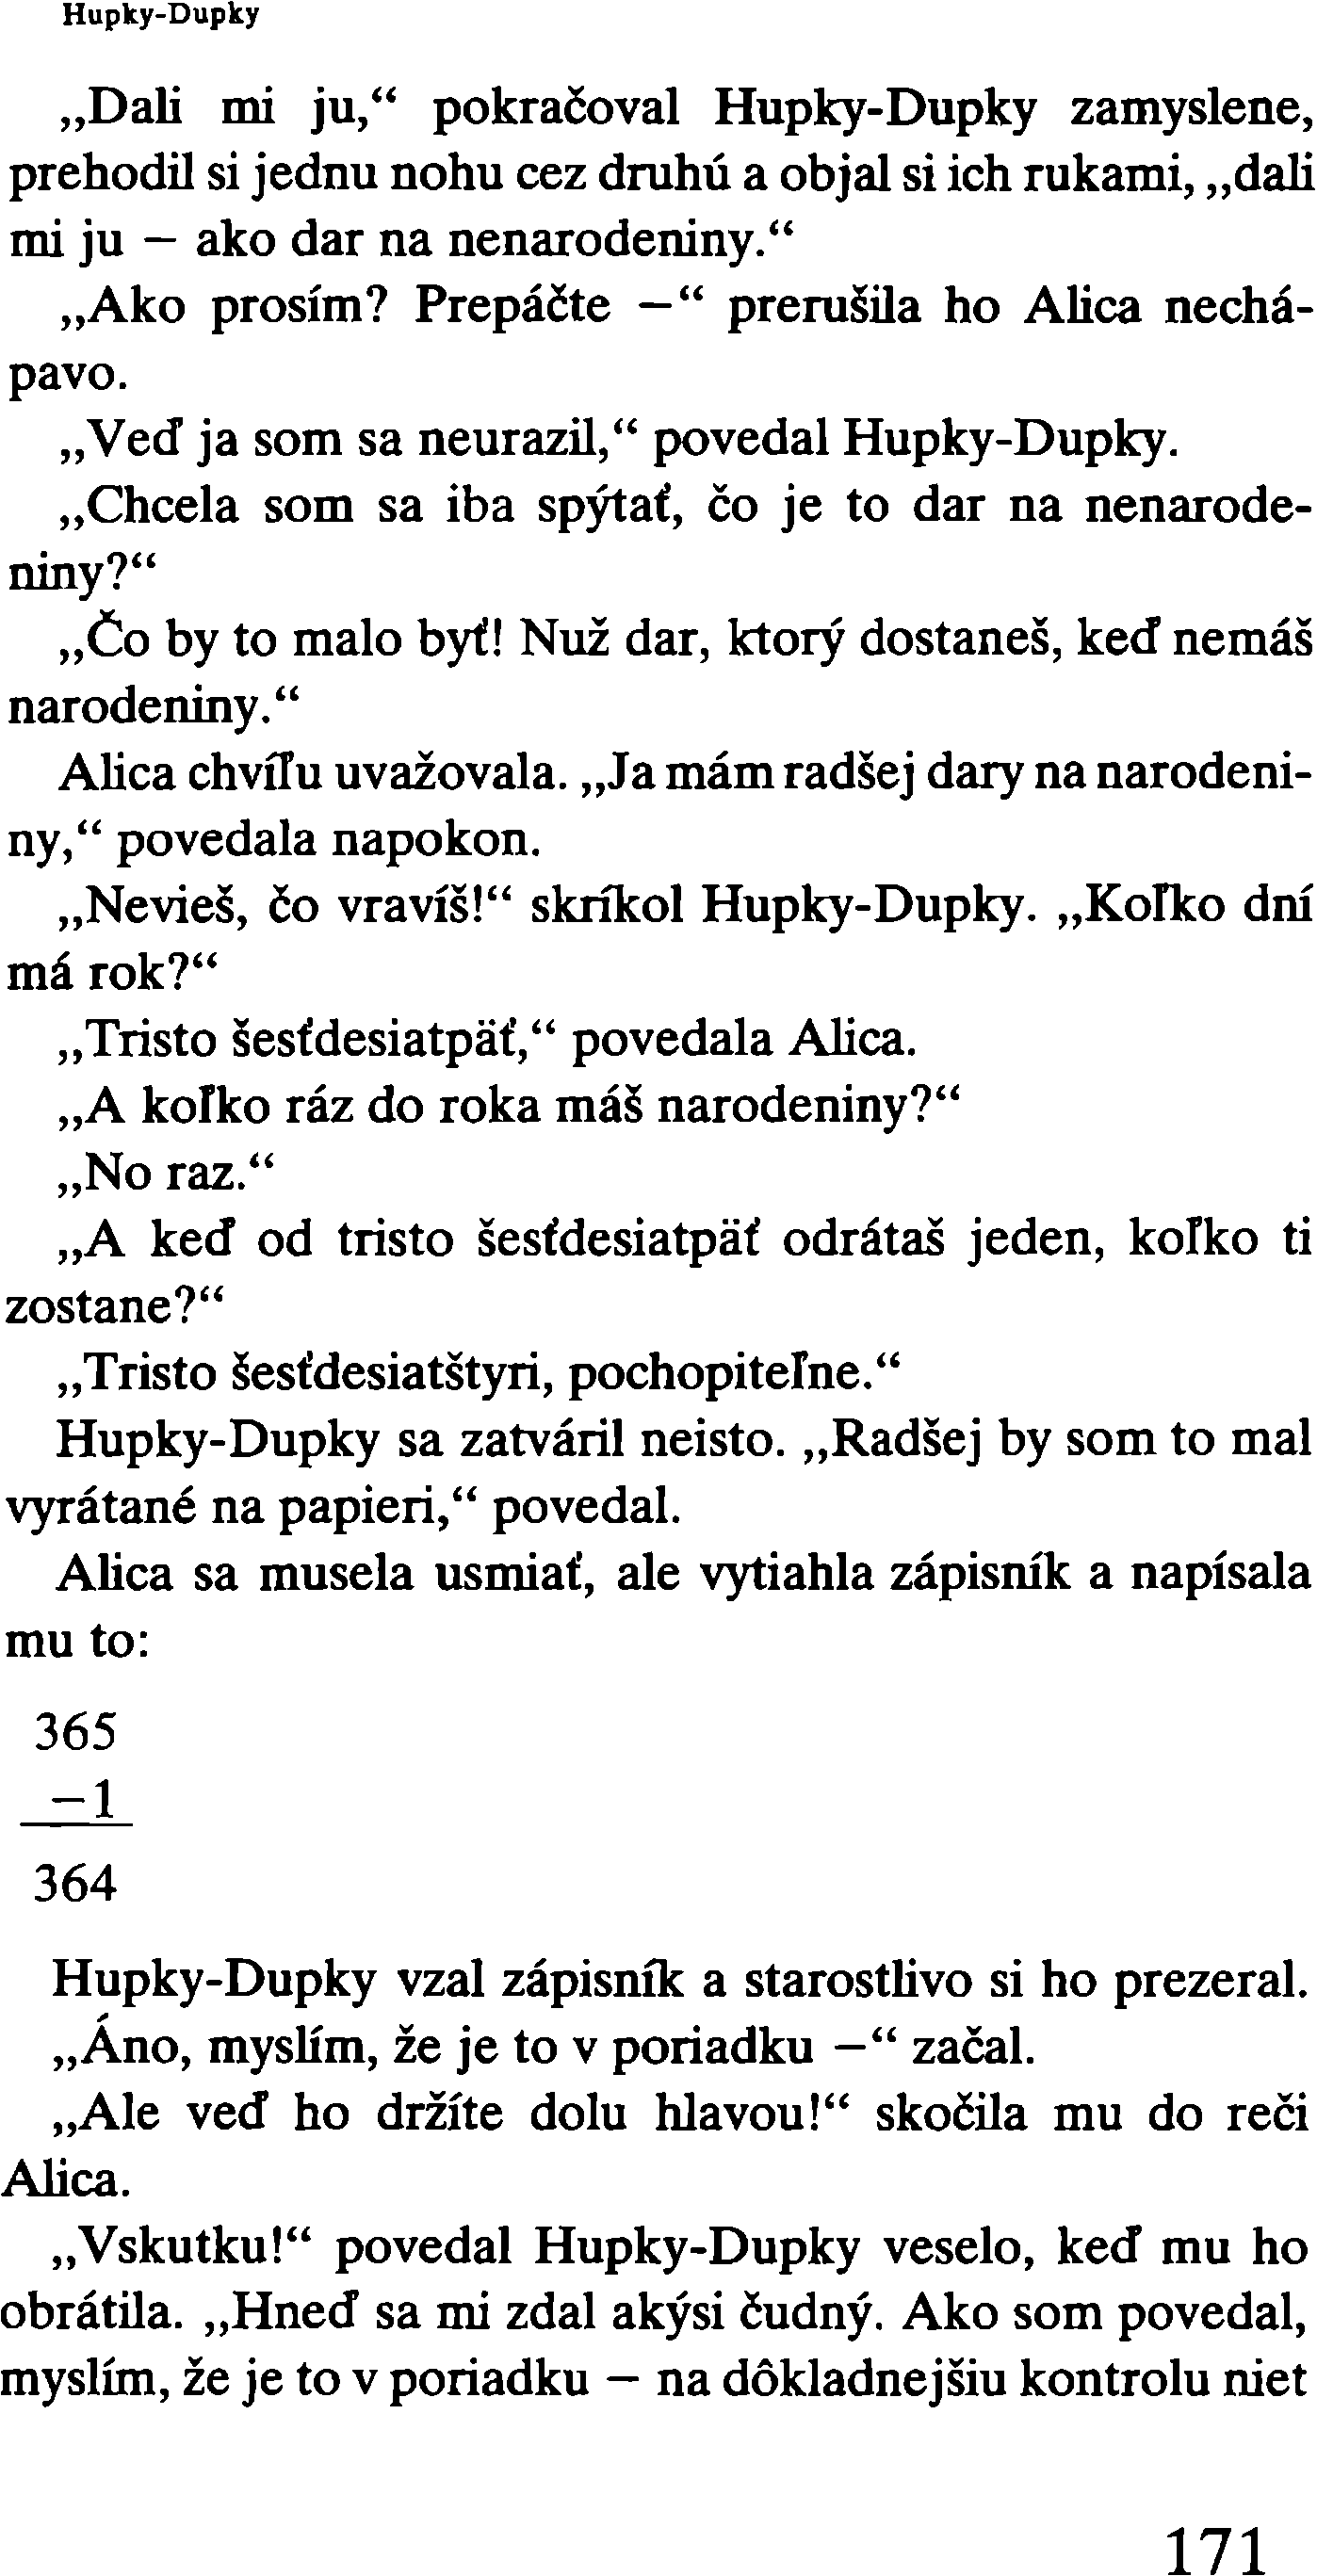 Hupky-Dupky
„Dali mi ju,“ pokračoval Hupky-Dupky zamyslene,
prehodil si jednu nohu cez druhú a objal si ich rukami, „dali
mi ju — ako dar na nenarodeniny.“
„Ako prosím? Prepáčte —“ prerušila ho Alica nechá-
pavo.
„Veď ja som sa neurazil,“ povedal Hupky-Dupky.
„Chcela som sa iba spýtať, čo je to dar na nenarode-
niny?“
„Čo by to malo byť! Nuž dar, ktorý dostaneš, keď nemáš
narodeniny.“
Alica chvíľu uvažovala. „Ja mám radšej dary na narodeni-
ny,“ povedala napokon.
„Nevieš, čo vravíš!“ skríkol Hupky-Dupky. „Koľko dní
má rok?“
„Tristo šesťdesiatpäť,“ povedala Alica.
„A koľko ráz do roka máš narodeniny?“
„No raz.“
„A keď od tristo šesťdesiatpäť odrátaš jeden, koľko ti
zostane?“
„Tristo šesťdesiatštyri, pochopiteľne.“
Hupky-Dupky sa zatváril neisto. „Radšej by som to mal
vyrátané na papieri,“ povedal.
Alica sa musela usmiať, ale vytiahla zápisník a napísala
mu to:
365
—1
364
Hupky-Dupky vzal zápisník a starostlivo si ho prezeral.
„Áno, myslím, že je to v poriadku —“ začal.
„Ale veď ho držíte dolu hlavou!“ skočila mu do reči
Alica.
„Vskutku!“ povedal Hupky-Dupky veselo, keď mu ho
obrátila. „Hneď sa mi zdal akýsi čudný. Ako som povedal,
myslím, že je to v poriadku — na dôkladnejšiu kontrolu niet
171